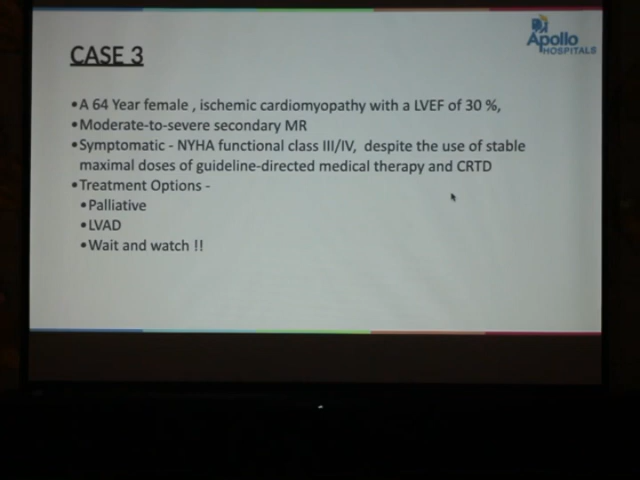 Apollo
HOSPITALS
CASE 3
•A 64 Year female , ischemic cardiomyopathy with a LVEF of 30 %,
•Moderate-to-severe secondary MR
•Symptomatic - NYHA functional class III/IV, despite the use of stable
maximal doses of guideline-directed medical therapy and CRTD
•Treatment Options -
•Palliative
•LVAD
•Wait and watch !!